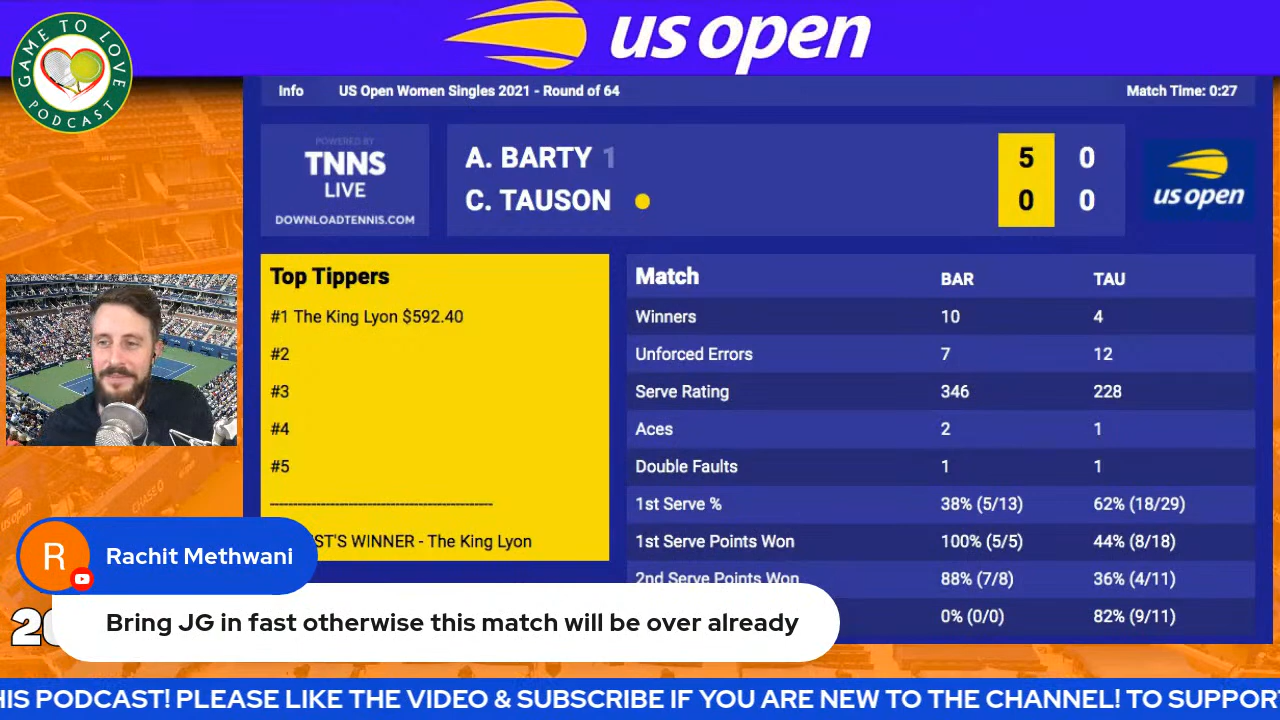 GAME TO LOVE PODCAST
us open
Info US Open Women Singles 2021 - Round of 64 Match Time: 0:27
POWERED BY
TNNS
LIVE
DOWNLOADTENNIS.COM
A. BARTY 1 5 0
C. TAUSON 0 0
us open
Top Tippers
#1 The King Lyon $592.40
#2
#3
#4
#5
ST'S WINNER - The King Lyon
Match BAR TAU
Winners 10 4
Unforced Errors 7 12
Serve Rating 346 228
Aces 2 1
Double Faults 1 1
1st Serve % 38% (5/13) 62% (18/29)
1st Serve Points Won 100% (5/5) 44% (8/18)
2nd Serve Points Won 88% (7/8) 36% (4/11)
0% (0/0) 82% (9/11)
us open
CHASE
R Rachit Methwani
Bring JG in fast otherwise this match will be over already
HIS PODCAST! PLEASE LIKE THE VIDEO & SUBSCRIBE IF YOU ARE NEW TO THE CHANNEL! TO SUPPOR